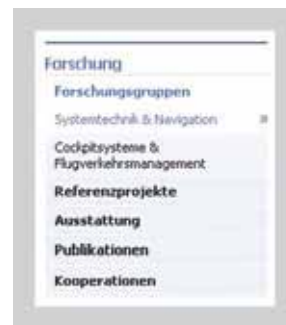 Forschung
Forschungsgruppen
Systemtechnik & Navigation
Cockpitsysteme &
Flugverkehrsmanagement
Referenzprojekte
Ausstattung
Publikationen
Kooperationen